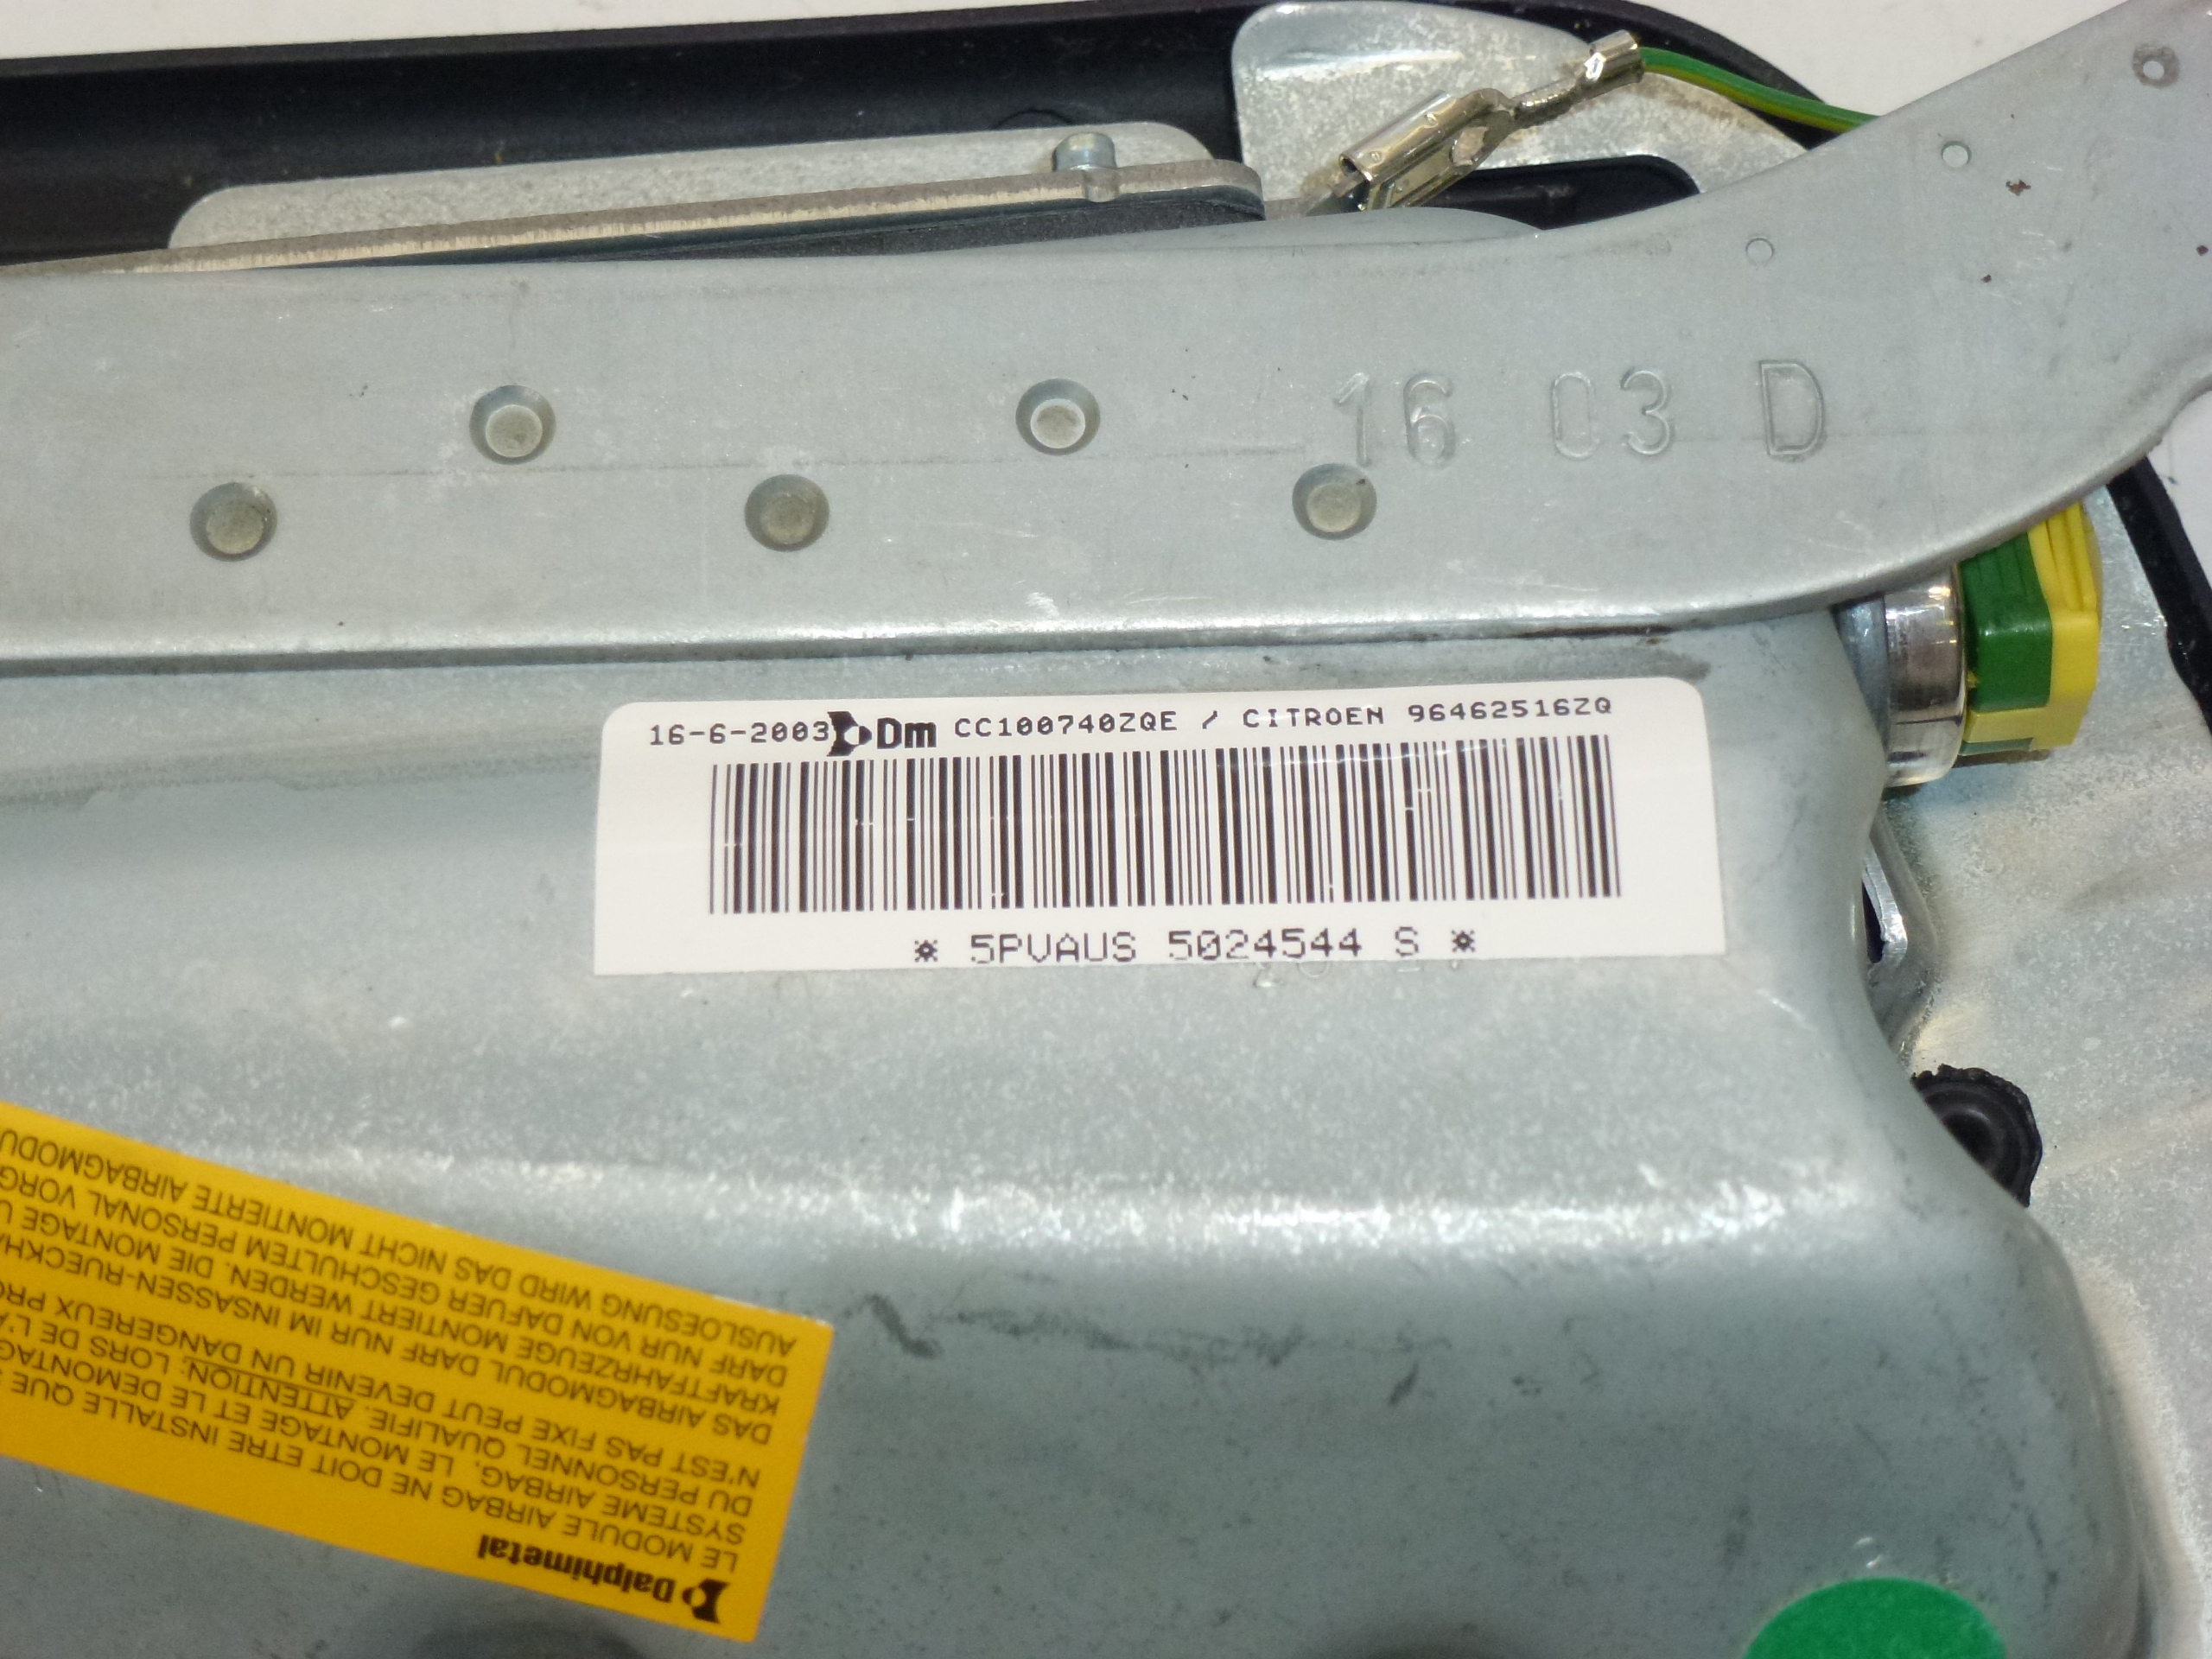 16 03 D
16-6-2003 Dm CC100740ZQE / CITROEN 96462516ZQ
* 5PVAUS 5024544 S *
Dalphimetal
LE MODULE AIRBAG NE DOIT ETRE INSTALLE QUE
SYSTEME AIRBAG. LE MONTAGE ET LE DEMONTAG
DU PERSONNEL QUALIFIE. ATTENTION: LORS DE L'A
N'EST PAS FIXE PEUT DEVENIR UN DANGEREUX PRO
DAS AIRBAGMODUL DARF NUR IM INSASSEN-RUECKHA
KRAFTFAHRZEUGE MONTIERT WERDEN. DIE MONTAGE U
DARF NUR VON DAFUER GESCHULTEM PERSONAL VORG
AUSLOESUNG WIRD DAS NICHT MONTIERTE AIRBAGMODU